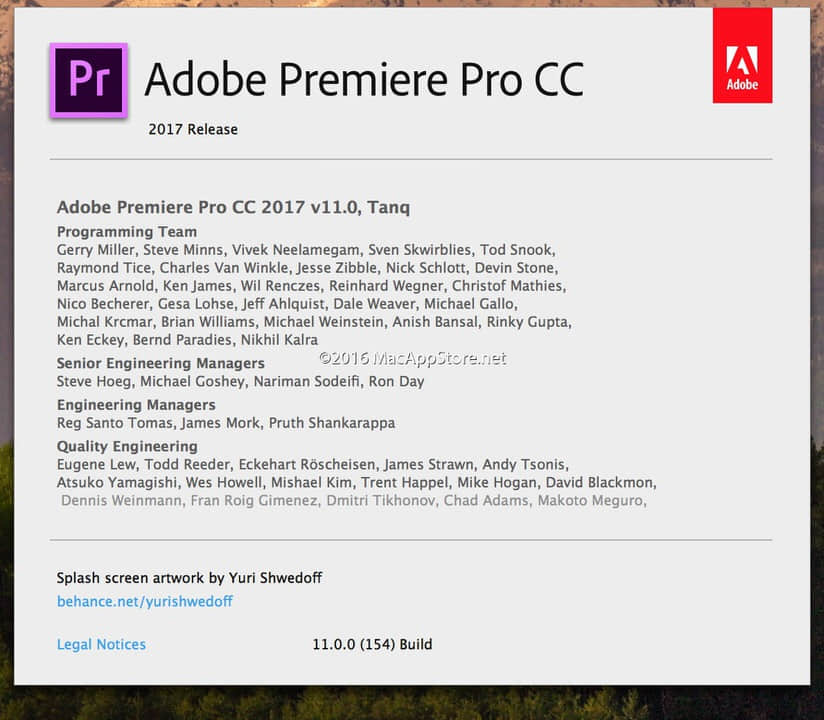 Pr
Adobe Premiere Pro CC
Adobe
2017 Release
Adobe Premiere Pro CC 2017 v11.0, Tanq
Programming Team
Gerry Miller, Steve Minns, Vivek Neelamegam, Sven Skwirblies, Tod Snook,
Raymond Tice, Charles Van Winkle, Jesse Zibble, Nick Schlott, Devin Stone,
Marcus Arnold, Ken James, Wil Renczes, Reinhard Wegner, Christof Mathies,
Nico Becherer, Gesa Lohse, Jeff Ahlquist, Dale Weaver, Michael Gallo,
Michal Krcmar, Brian Williams, Michael Weinstein, Anish Bansal, Rinky Gupta,
Ken Eckey, Bernd Paradies, Nikhil Kalra
©2016 MacAppStore.net
Senior Engineering Managers
Steve Hoeg, Michael Goshey, Nariman Sodeifi, Ron Day
Engineering Managers
Reg Santo Tomas, James Mork, Pruth Shankarappa
Quality Engineering
Eugene Lew, Todd Reeder, Eckehart Röscheisen, James Strawn, Andy Tsonis,
Atsuko Yamagishi, Wes Howell, Mishael Kim, Trent Happel, Mike Hogan, David Blackmon,
Dennis Weinmann, Fran Roig Gimenez, Dmitri Tikhonov, Chad Adams, Makoto Meguro,
Splash screen artwork by Yuri Shwedoff
behance.net/yurishwedoff
Legal Notices
11.0.0 (154) Build